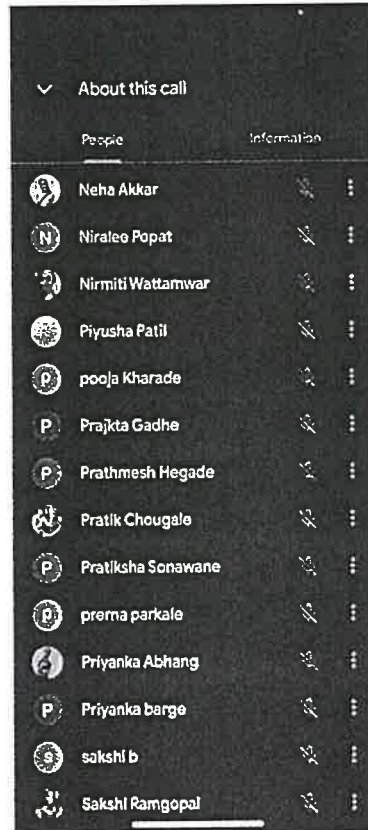 About this call
People Information
Neha Akkar
N Niralee Popat
Nirmiti Wattamwar
Piyusha Patil
P pooja Kharade
P Prajkta Gadhe
P Prathmesh Hegade
Pratik Chougale
P Pratiksha Sonawane
p prerna parkale
Priyanka Abhang
P Priyanka barge
s sakshi b
Sakshi Ramgopal